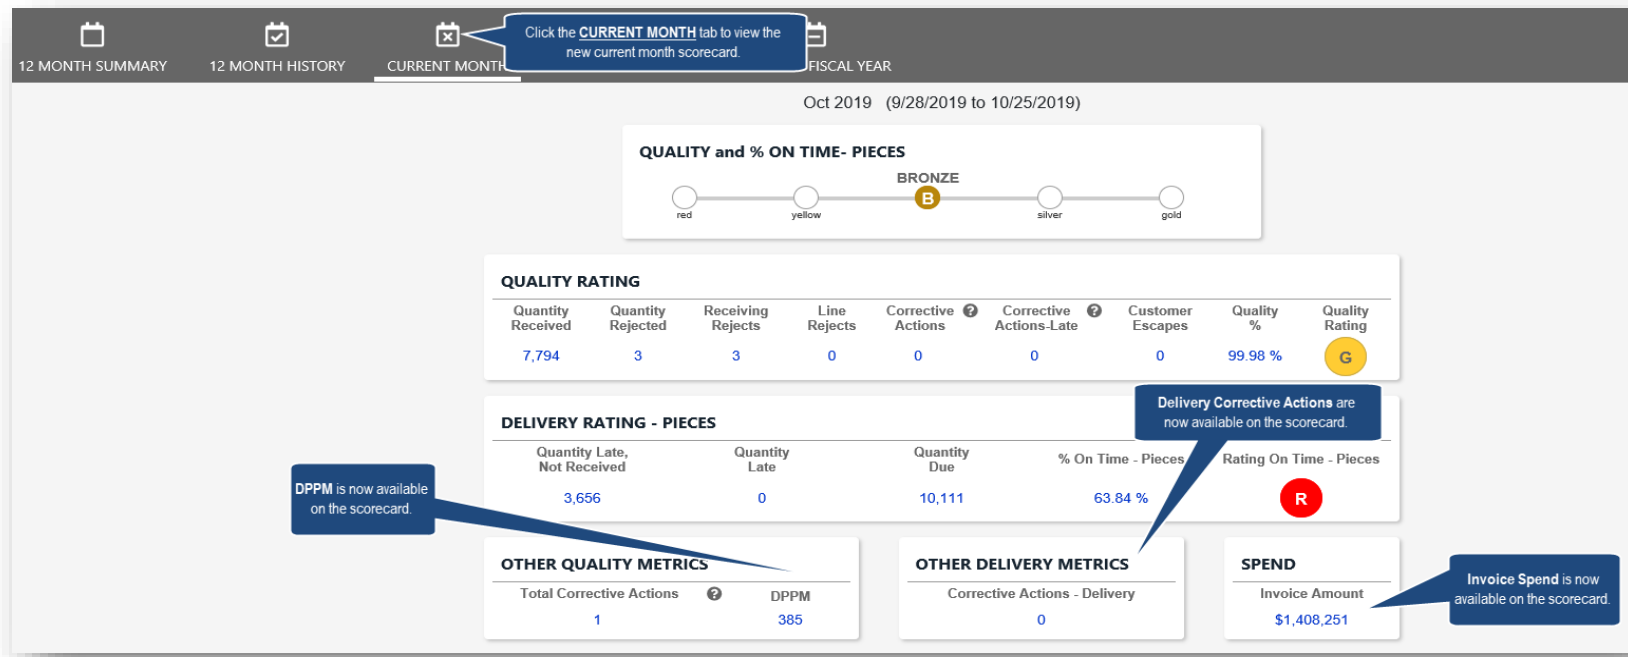 12 MONTH SUMMARY
12 MONTH HISTORY
CURRENT MONTH
Click the CURRENT MONTH tab to view the
new current month scorecard.
FISCAL YEAR
Oct 2019 (9/28/2019 to 10/25/2019)
QUALITY and % ON TIME- PIECES
BRONZE
B
red yellow silver gold
QUALITY RATING
Quantity Quantity Receiving Line Corrective ? Corrective ? Customer Quality Quality
Received Rejected Rejects Rejects Actions Actions-Late Escapes % Rating
7,794 3 3 0 0 0 0 99.98 % G
Delivery Corrective Actions are
now available on the scorecard.
DELIVERY RATING - PIECES
Quantity Late, Quantity Quantity % On Time - Pieces Rating On Time - Pieces
Not Received Late Due
3,656 0 10,111 63.84 % R
DPPM is now available
on the scorecard.
OTHER QUALITY METRICS
Total Corrective Actions ? DPPM
1 385
OTHER DELIVERY METRICS
Corrective Actions - Delivery
0
SPEND
Invoice Amount
$1,408,251
Invoice Spend is now
available on the scorecard.